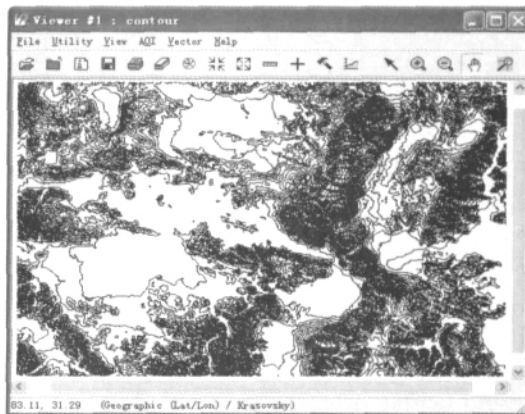 Viewer #1 : contour
File Utility View AOI Vector Help
83.11, 31.29 (Geographic (Lat/Lon) / Krasovsky)